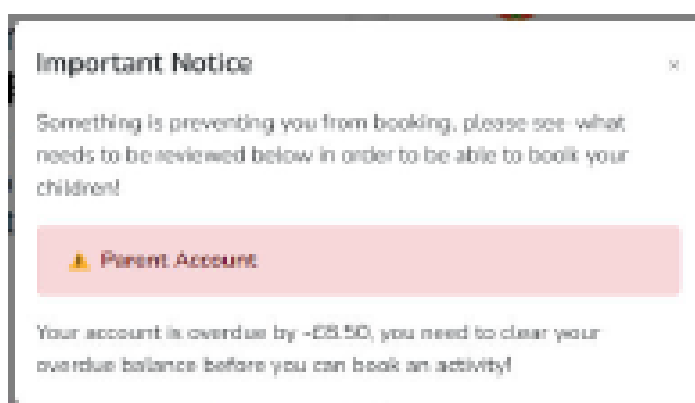 Important Notice
Something is preventing you from booking, please see what
needs to be reviewed below in order to be able to book your
children!
Parent Account
Your account is overdue by you need to clear your
overdue balance before you can book an activity!